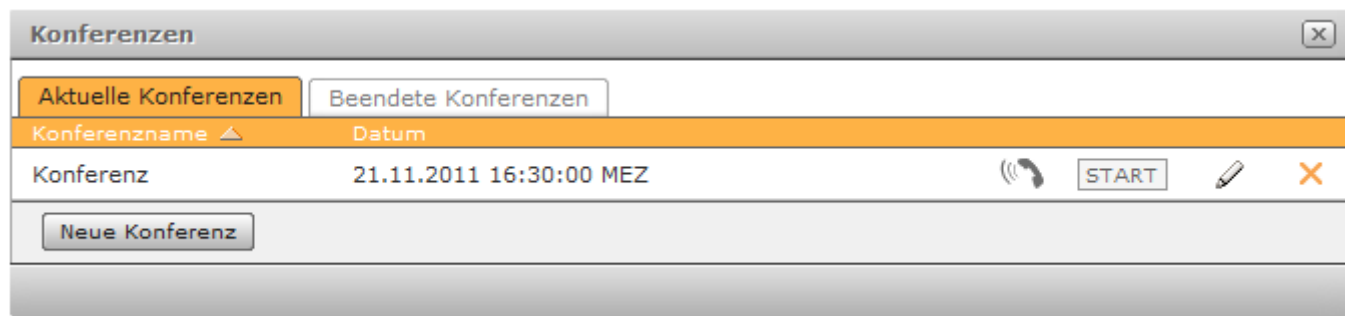 Konferenzen
Aktuelle Konferenzen Beendete Konferenzen
Konferenzname Datum
Konferenz 21.11.2011 16:30:00 MEZ START
Neue Konferenz